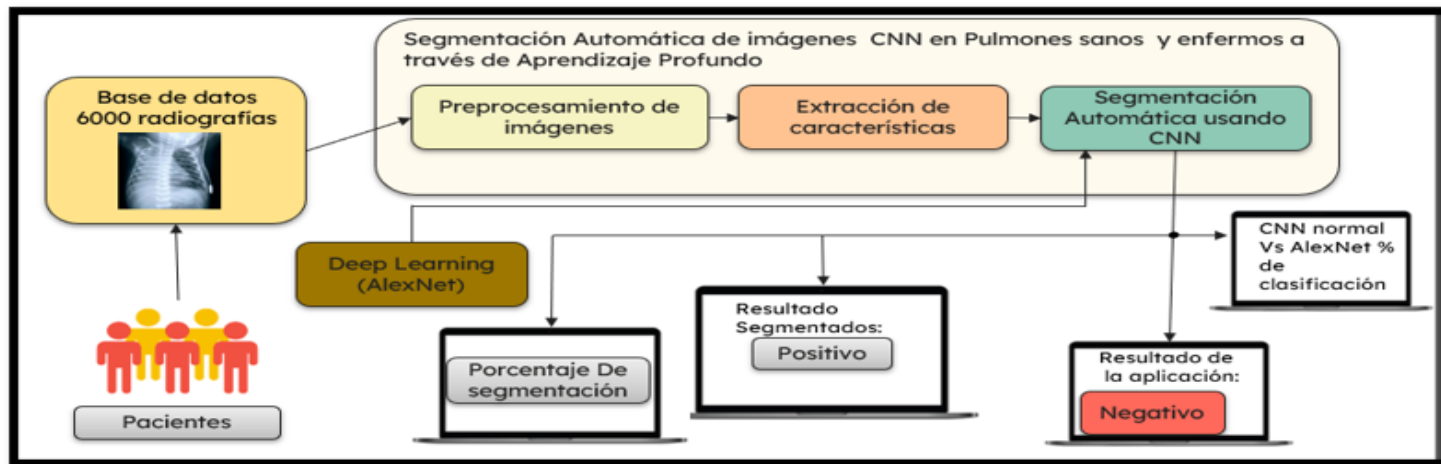 Segmentación Automática de imágenes CNN en Pulmones sanos y enfermos a
través de Aprendizaje Profundo
Base de datos
6000 radiografías
Preprocesamiento de
imágenes
Extracción de
características
Segmentación
Automática usando
CNN
Deep Learning
(AlexNet)
CNN normal
Vs AlexNet %
de
clasificación
Resultado
Segmentados:
Positivo
Porcentaje De
segmentación
Resultado de
la aplicación:
Negativo
Pacientes